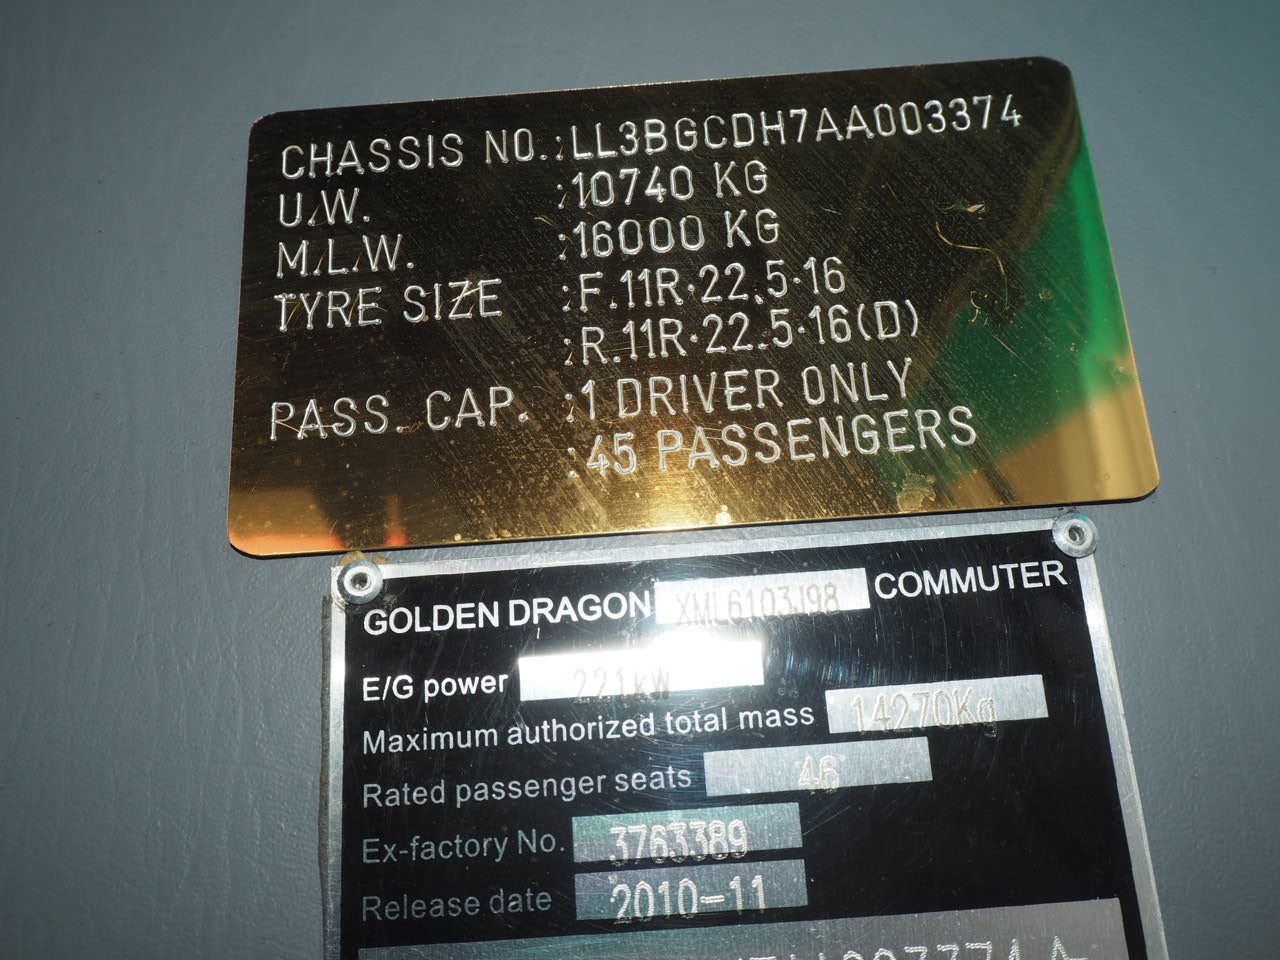 CHASSIS NO.:LL3BGCDH7AA003374
U.W. :10740 KG
M.L.W. :16000 KG
TYRE SIZE :F.11R·22.5·16
:R.11R·22.5·16(D)
PASS. CAP. :1 DRIVER ONLY
:45 PASSENGERS
GOLDEN DRAGON XML6103J98 COMMUTER
E/G power 221kW
Maximum authorized total mass 14270Kg
Rated passenger seats 46
Ex-factory No. 3763389
Release date 2010-11